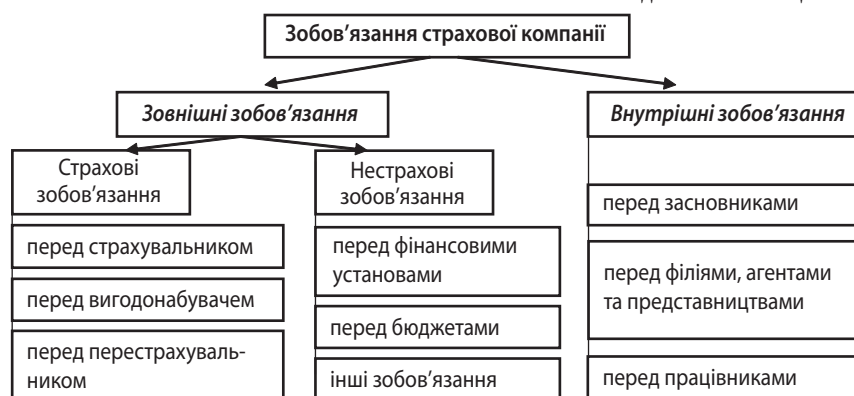 Зобов'язання страхової компанії
Зовнішні зобов'язання
Внутрішні зобов'язання
Страхові
зобов'язання
Нестрахові
зобов'язання
перед страхувальником
перед вигодонабувачем
перед перестрахуваль-
ником
перед фінансовими
установами
перед бюджетами
інші зобов'язання
перед засновниками
перед філіями, агентами
та представництвами
перед працівниками